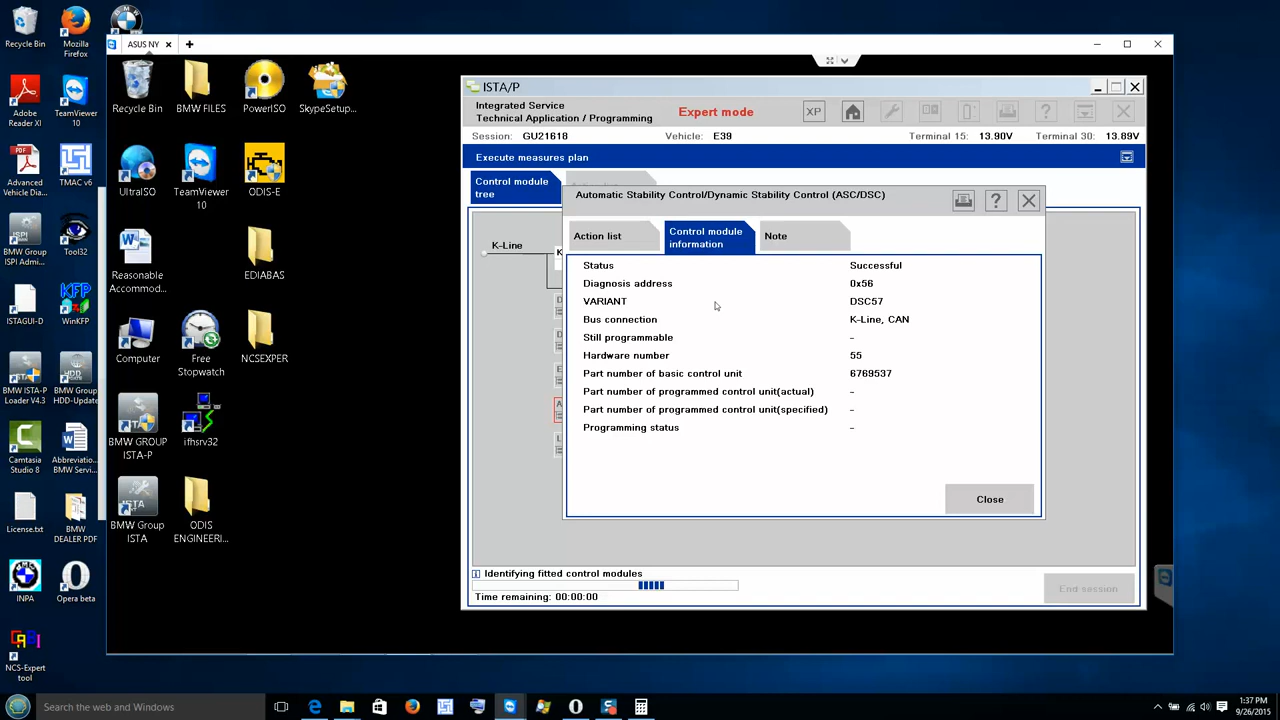 Recycle Bin
Mozilla
Firefox
Adobe
Reader XI
TeamViewer
10
Advanced
Vehicle Dia...
TMAC v6
BMW Group
ISPI Admi...
Tool32
ISTAGUI-D
WinKFP
BMW ISTA-P
Loader V4.3
BMW Group
HDD-Update
Camtasia
Studio 8
Abbreviatio...
BMW Servi...
License.txt
BMW
DEALER PDF
INPA
Opera beta
NCS-Expert
tool
ASUS NY
Recycle Bin
BMW FILES
PowerISO
SkypeSetup...
UltraISO
TeamViewer
10
ODIS-E
Reasonable
Accommod...
EDIABAS
Computer
Free
Stopwatch
NCSEXPER
BMW GROUP
ISTA-P
ifhsrv32
BMW Group
ISTA
ODIS
ENGINEERI...
ISTA/P
Integrated Service
Technical Application / Programming
Expert mode
XP
Session: GU21618
Vehicle: E39
Terminal 15: 13.90V
Terminal 30: 13.89V
Execute measures plan
Control module
tree
K-Line
Automatic Stability Control/Dynamic Stability Control (ASC/DSC)
Action list
Control module
information
Note
Status Successful
Diagnosis address 0x56
VARIANT DSC57
Bus connection K-Line, CAN
Still programmable -
Hardware number 55
Part number of basic control unit 6769537
Part number of programmed control unit(actual) -
Part number of programmed control unit(specified) -
Programming status -
Close
Identifying fitted control modules
Time remaining: 00:00:00
End session
Search the web and Windows
1:37 PM
9/26/2015